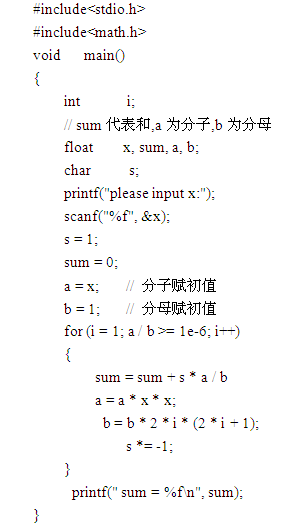 #include<stdio.h>
#include<math.h>
void main()
{
int i;
// sum 代表和,a 为分子,b 为分母
float x, sum, a, b;
char s;
printf("please input x:");
scanf("%f", &x);
s = 1;
sum = 0;
a = x; // 分子赋初值
b = 1; // 分母赋初值
for (i = 1; a / b >= 1e-6; i++)
{
sum = sum + s * a / b
a = a * x * x;
b = b * 2 * i * (2 * i + 1);
s *= -1;
}
printf(" sum = %f\n", sum);
}